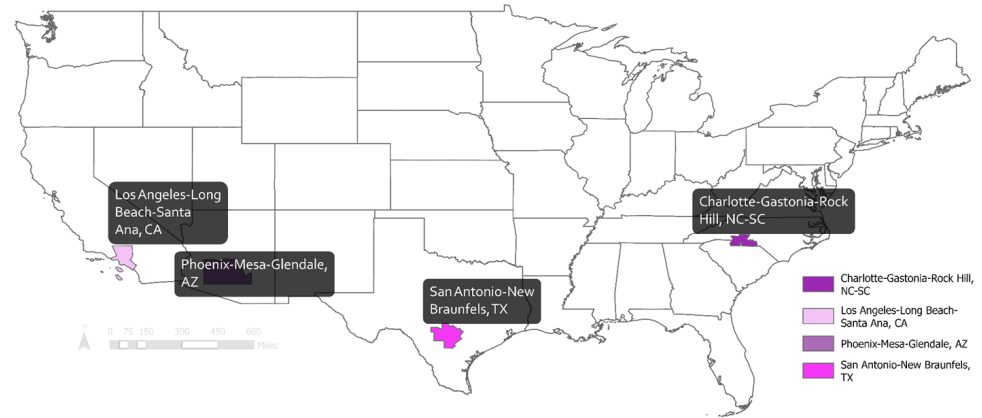 Los Angeles-Long
Beach-Santa
Ana, CA
Charlotte-Gastonia-Rock
Hill, NC-SC
Phoenix-Mesa-Glendale,
AZ
San Antonio-New
Braunfels, TX
Charlotte-Gastonia-Rock Hill,
NC-SC
Los Angeles-Long Beach-
Santa Ana, CA
Phoenix-Mesa-Glendale, AZ
San Antonio-New Braunfels,
TX
N
0 75 150 300 450 600
Miles